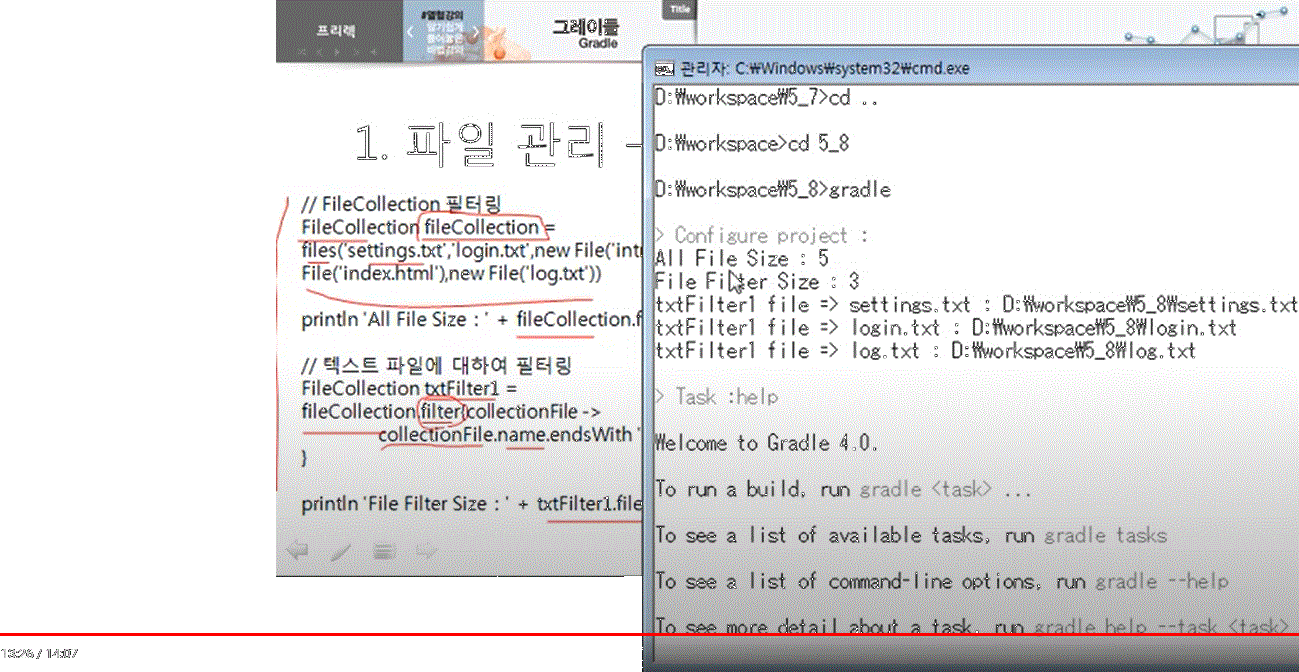 프리렉
#열혈강의
그레이들
Gradle
Title
1. 파일 관리 -
// FileCollection 필터링
FileCollection fileCollection =
files('settings.txt','login.txt',new File('int
File('index.html'),new File('log.txt'))
println 'All File Size : ' + fileCollection.f
// 텍스트 파일에 대하여 필터링
FileCollection txtFilter1 =
fileCollection.filter{collectionFile ->
collectionFile.name.endsWith '
}
println 'File Filter Size : ' + txtFilter1.file
관리자: C:₩Windows₩system32₩cmd.exe
D:₩workspace₩5_7>cd ..
D:₩workspace>cd 5_8
D:₩workspace₩5_8>gradle
> Configure project :
All File Size : 5
File Filter Size : 3
txtFilter1 file => settings.txt : D:₩workspace₩5_8₩settings.txt
txtFilter1 file => login.txt : D:₩workspace₩5_8₩login.txt
txtFilter1 file => log.txt : D:₩workspace₩5_8₩log.txt
> Task :help
Welcome to Gradle 4.0.
To run a build, run gradle <task> ...
To see a list of available tasks, run gradle tasks
To see a list of command-line options, run gradle --help
To see more detail about a task, run gradle help --task <task>
13:26 / 14:07